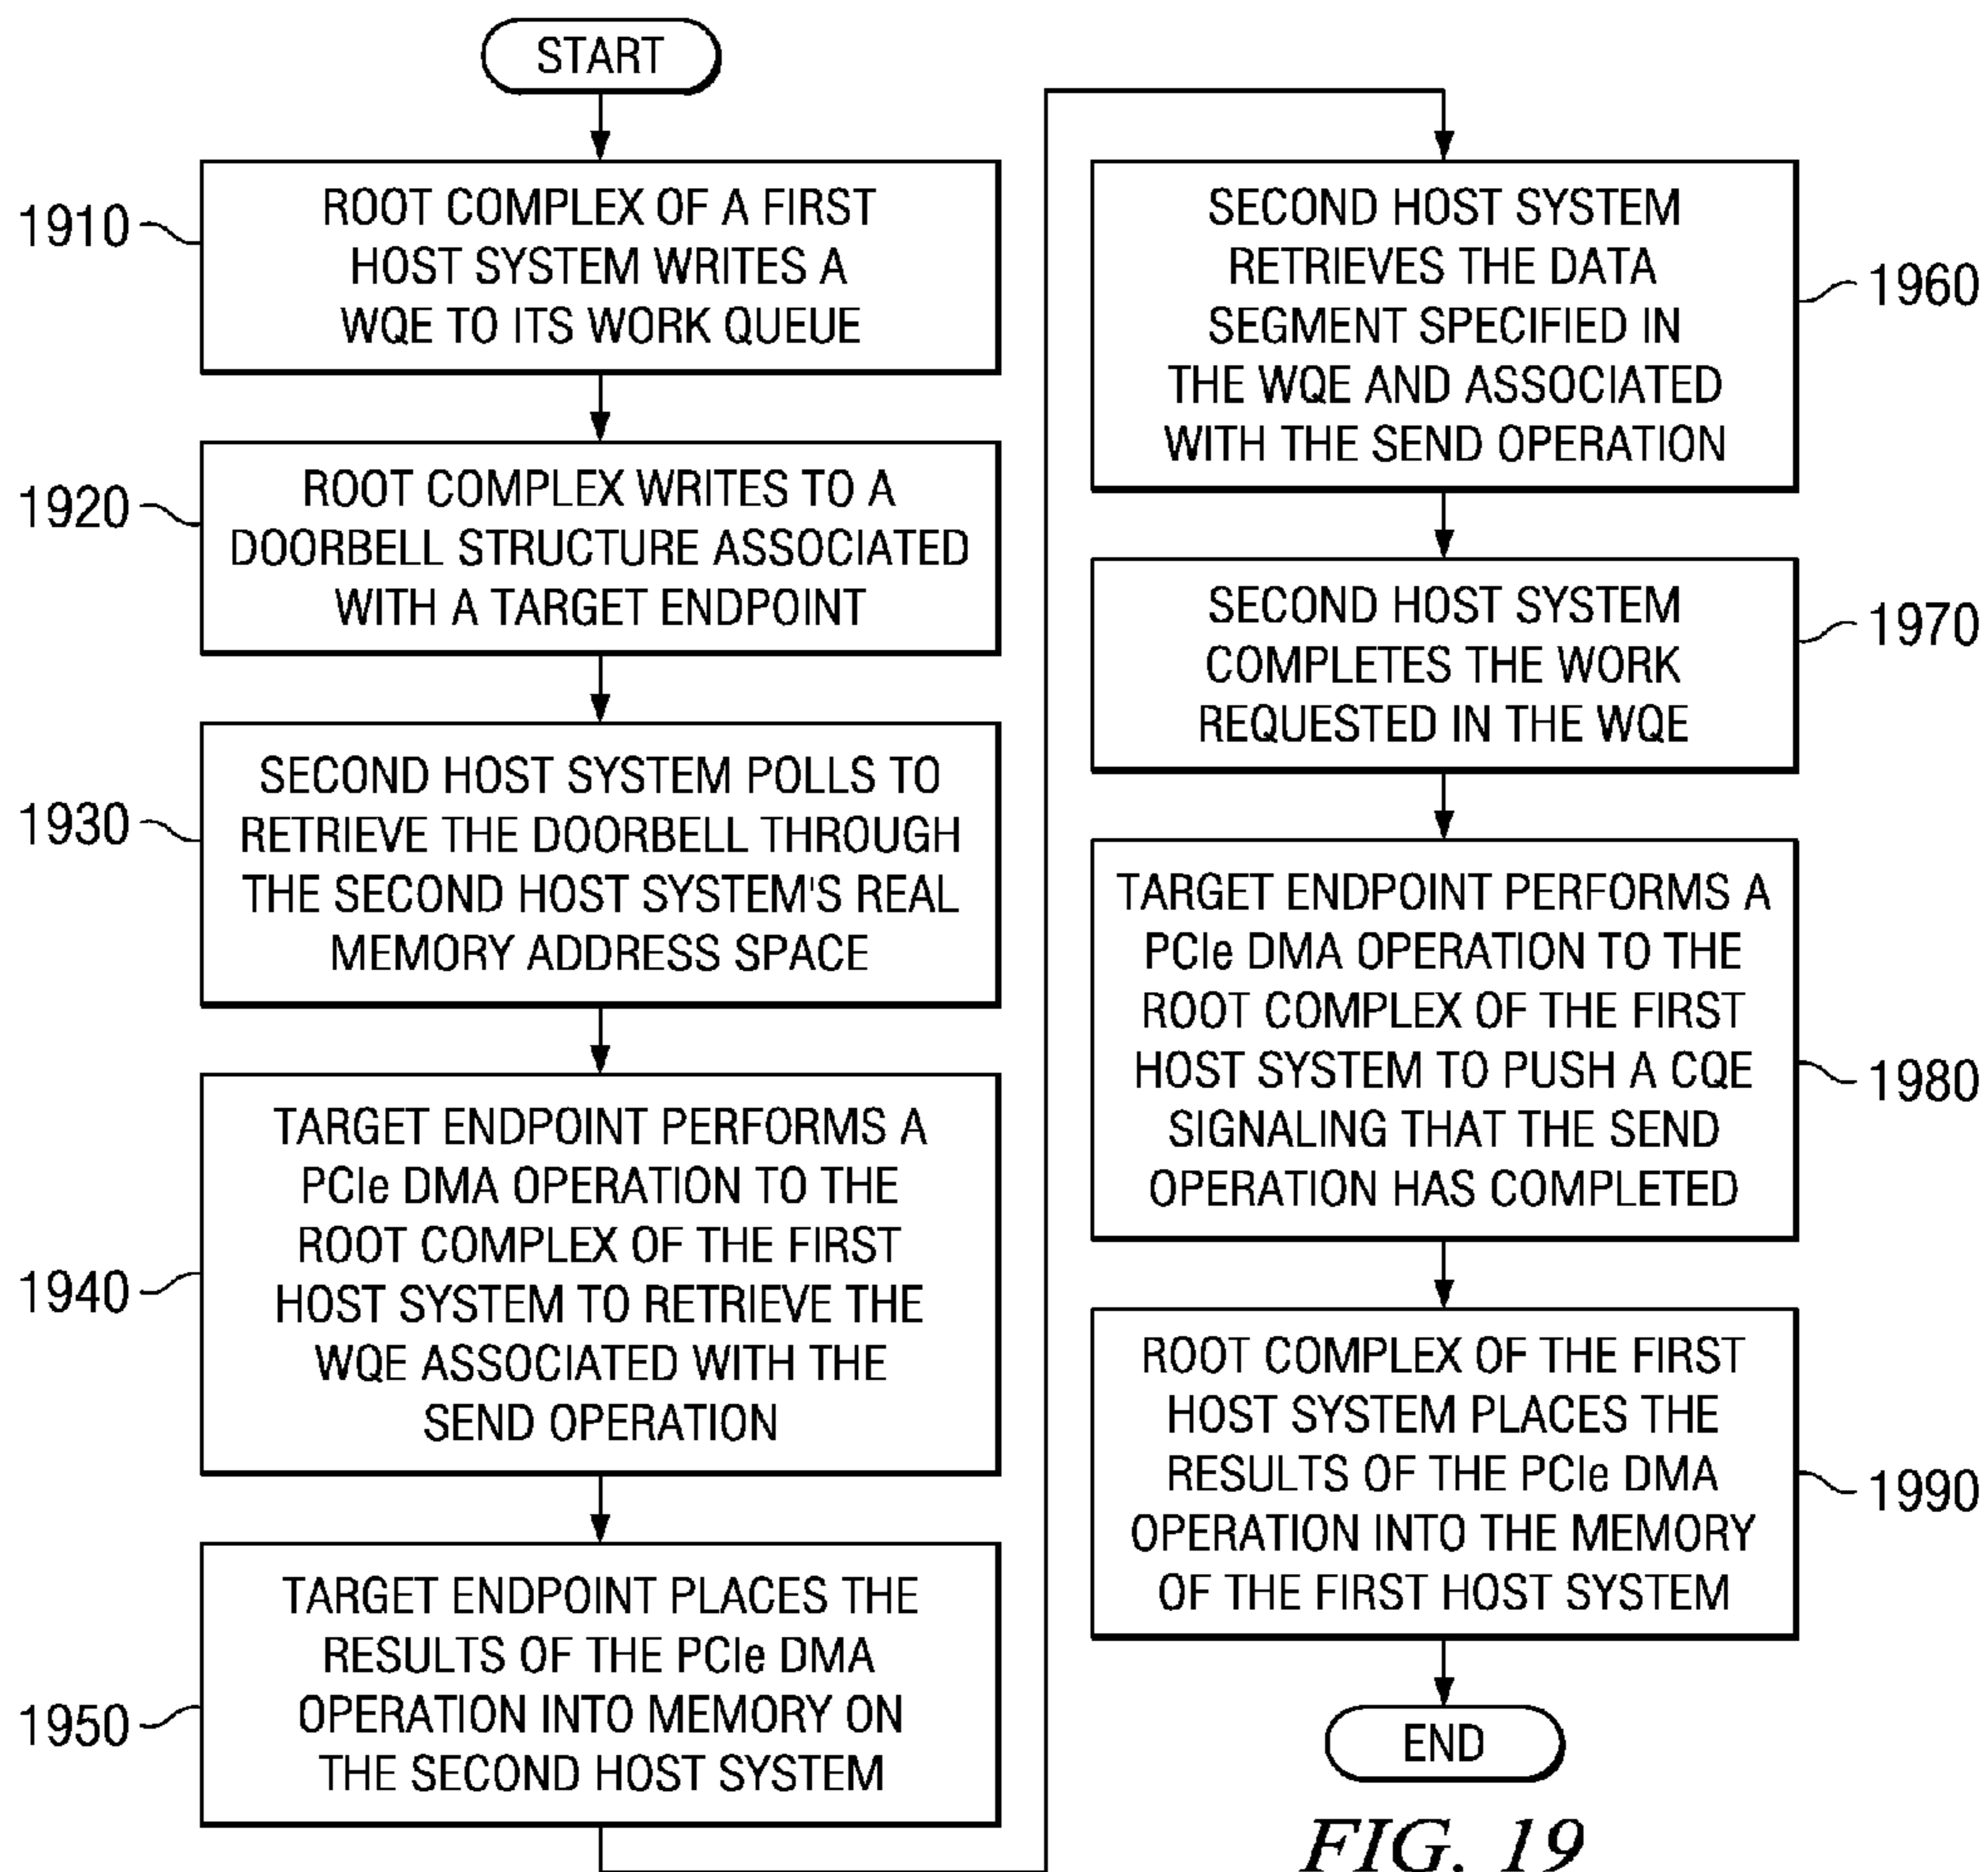 START
1910
ROOT COMPLEX OF A FIRST
HOST SYSTEM WRITES A
WQE TO ITS WORK QUEUE
1920
ROOT COMPLEX WRITES TO A
DOORBELL STRUCTURE ASSOCIATED
WITH A TARGET ENDPOINT
1930
SECOND HOST SYSTEM POLLS TO
RETRIEVE THE DOORBELL THROUGH
THE SECOND HOST SYSTEM'S REAL
MEMORY ADDRESS SPACE
1940
TARGET ENDPOINT PERFORMS A
PCIe DMA OPERATION TO THE
ROOT COMPLEX OF THE FIRST
HOST SYSTEM TO RETRIEVE THE
WQE ASSOCIATED WITH THE
SEND OPERATION
1950
TARGET ENDPOINT PLACES THE
RESULTS OF THE PCIe DMA
OPERATION INTO MEMORY ON
THE SECOND HOST SYSTEM
SECOND HOST SYSTEM
RETRIEVES THE DATA
SEGMENT SPECIFIED IN
THE WQE AND ASSOCIATED
WITH THE SEND OPERATION
1960
SECOND HOST SYSTEM
COMPLETES THE WORK
REQUESTED IN THE WQE
1970
TARGET ENDPOINT PERFORMS A
PCIe DMA OPERATION TO THE
ROOT COMPLEX OF THE FIRST
HOST SYSTEM TO PUSH A CQE
SIGNALING THAT THE SEND
OPERATION HAS COMPLETED
1980
ROOT COMPLEX OF THE FIRST
HOST SYSTEM PLACES THE
RESULTS OF THE PCIe DMA
OPERATION INTO THE MEMORY
OF THE FIRST HOST SYSTEM
1990
END
FIG. 19